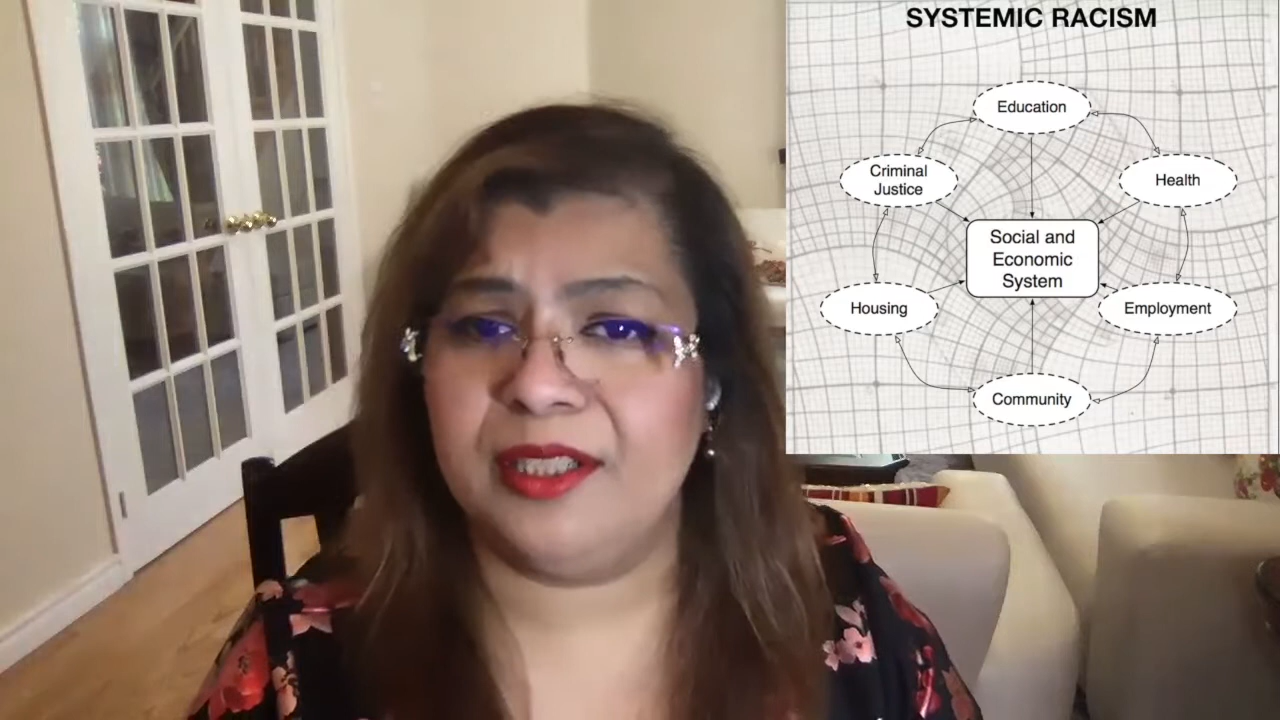 SYSTEMIC RACISM
Education
Criminal
Justice
Health
Social and
Economic
System
Housing
Employment
Community